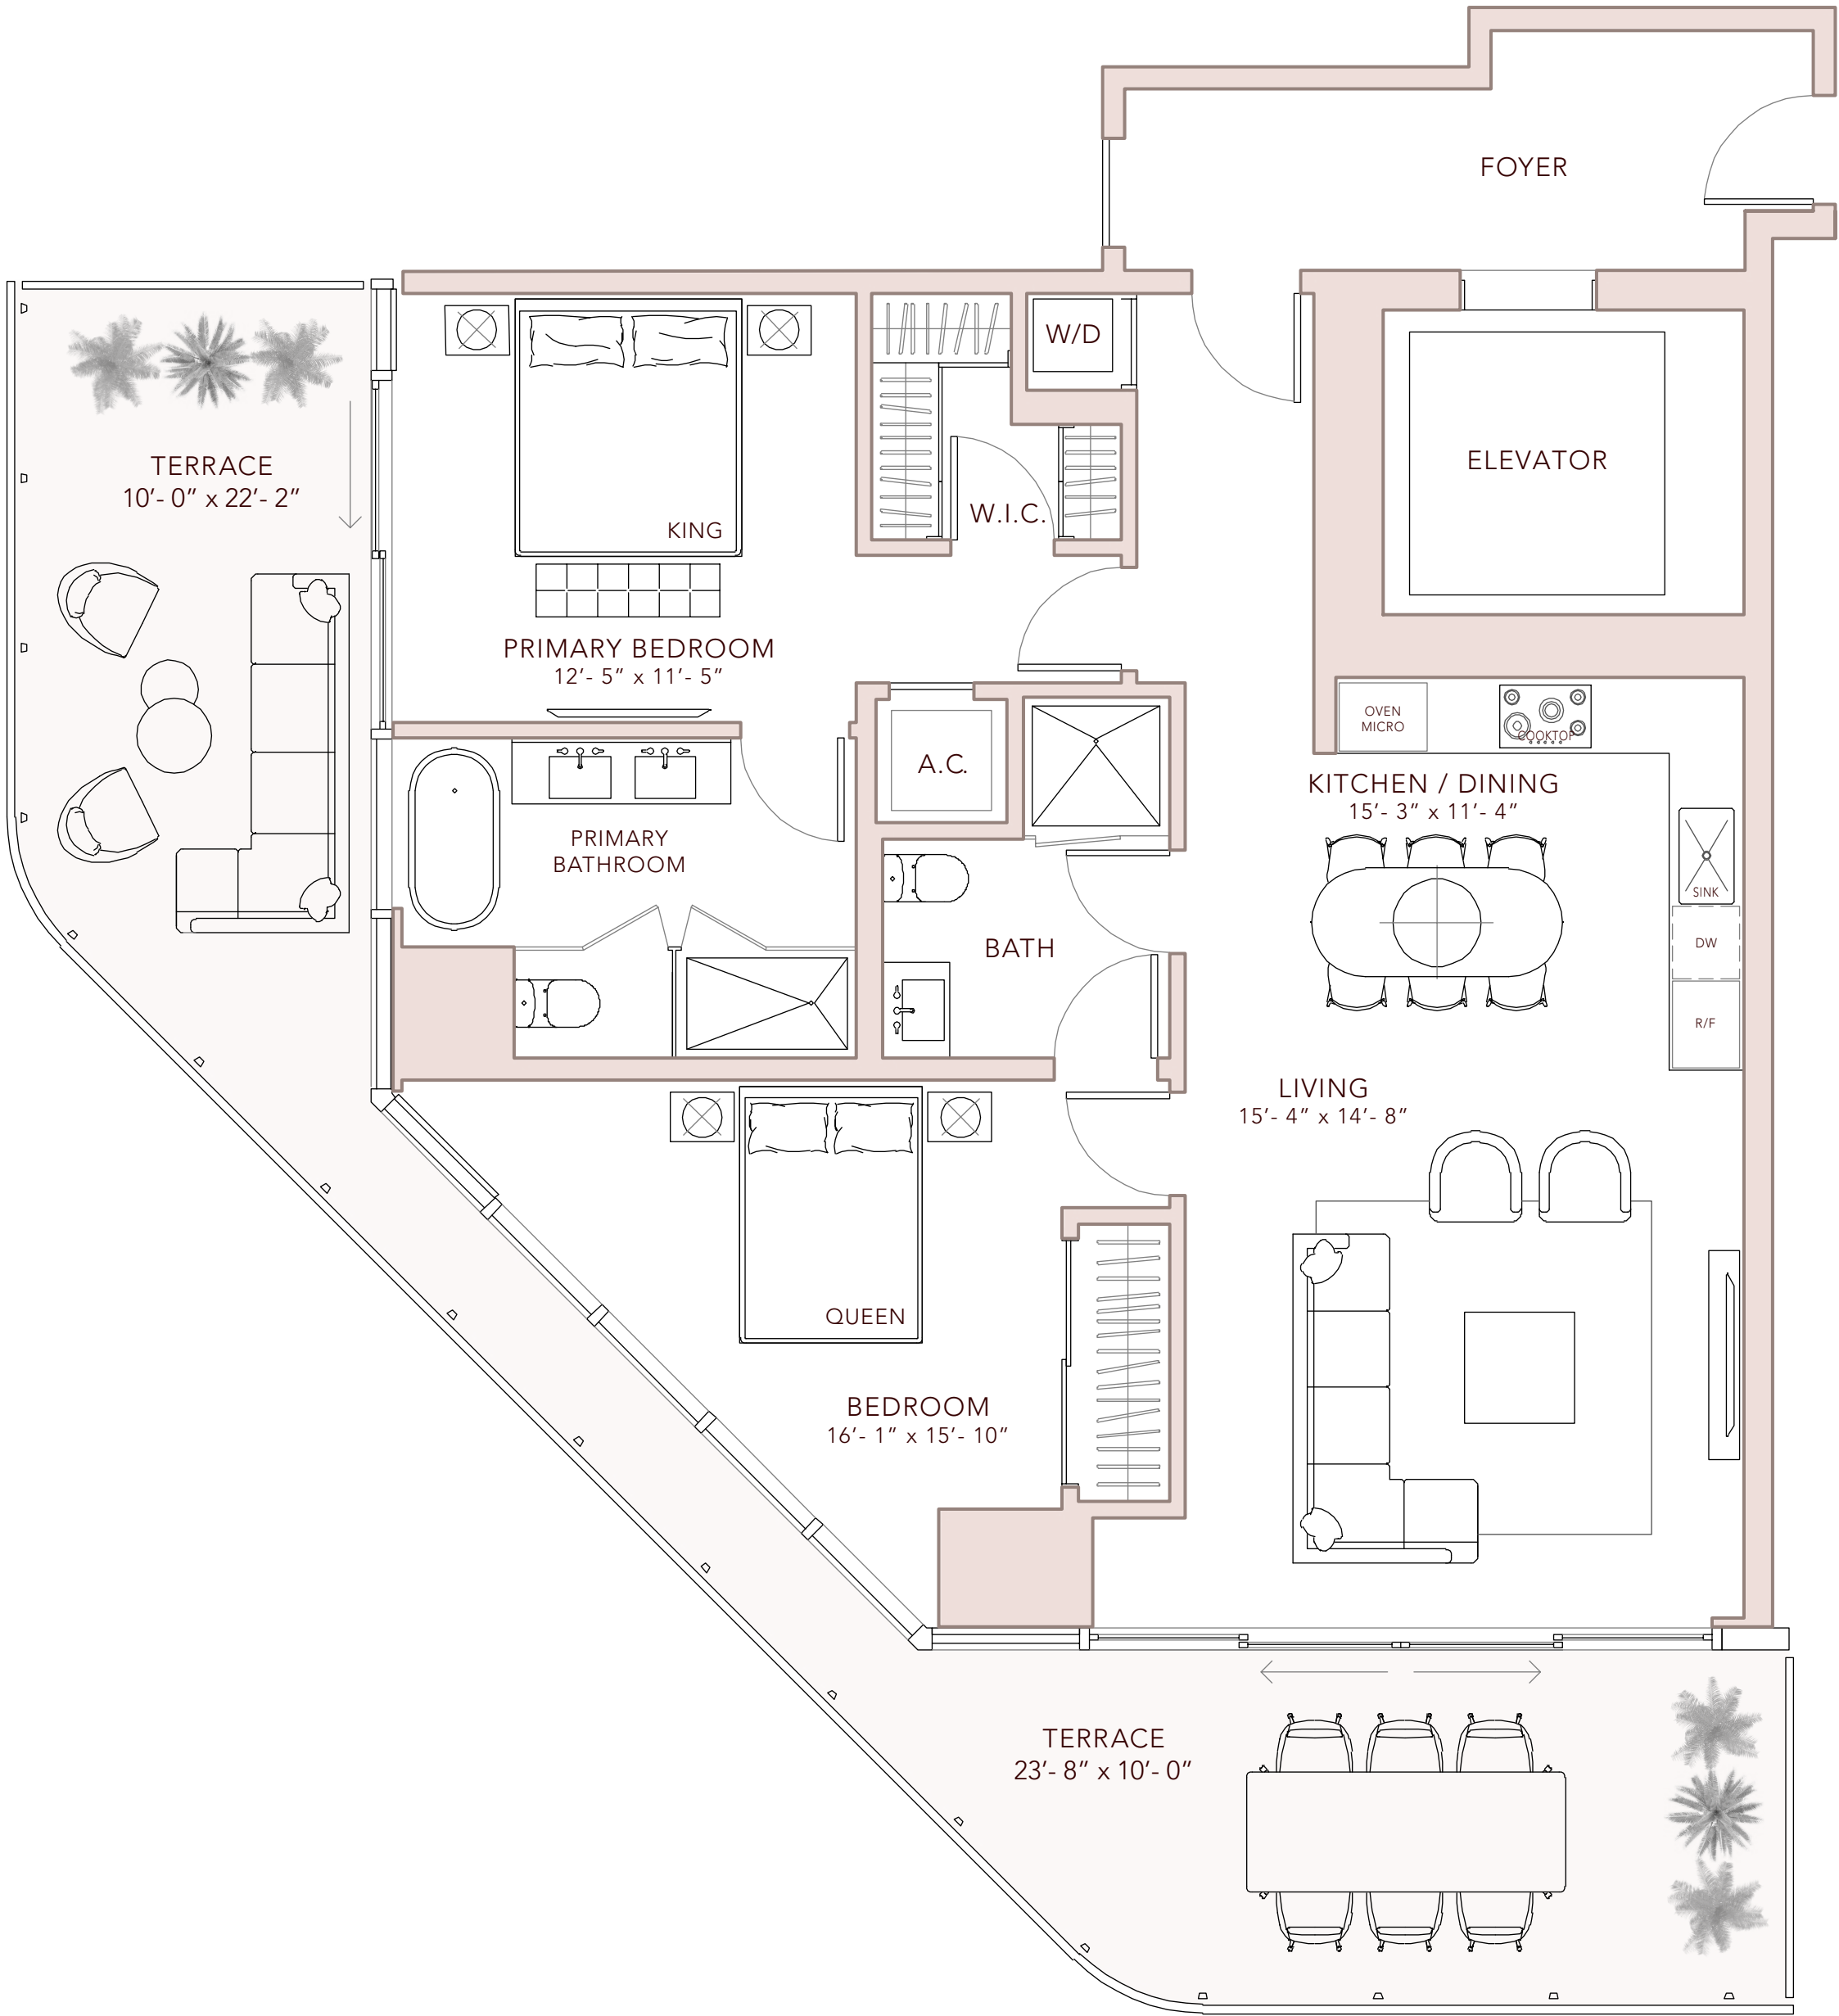 FOYER
W/D
TERRACE
10’- 0” x 22’- 2”
ELEVATOR
KING
W.I.C.
PRIMARY BEDROOM
12’- 5” x 11’- 5”
OVEN
MICRO
COOKTOP
A.C.
KITCHEN / DINING
15’- 3” x 11’- 4”
PRIMARY
BATHROOM
SINK
BATH
DW
R/F
LIVING
15’- 4” x 14’- 8”
QUEEN
BEDROOM
16’- 1” x 15’- 10”
TERRACE
23’- 8” x 10’- 0”